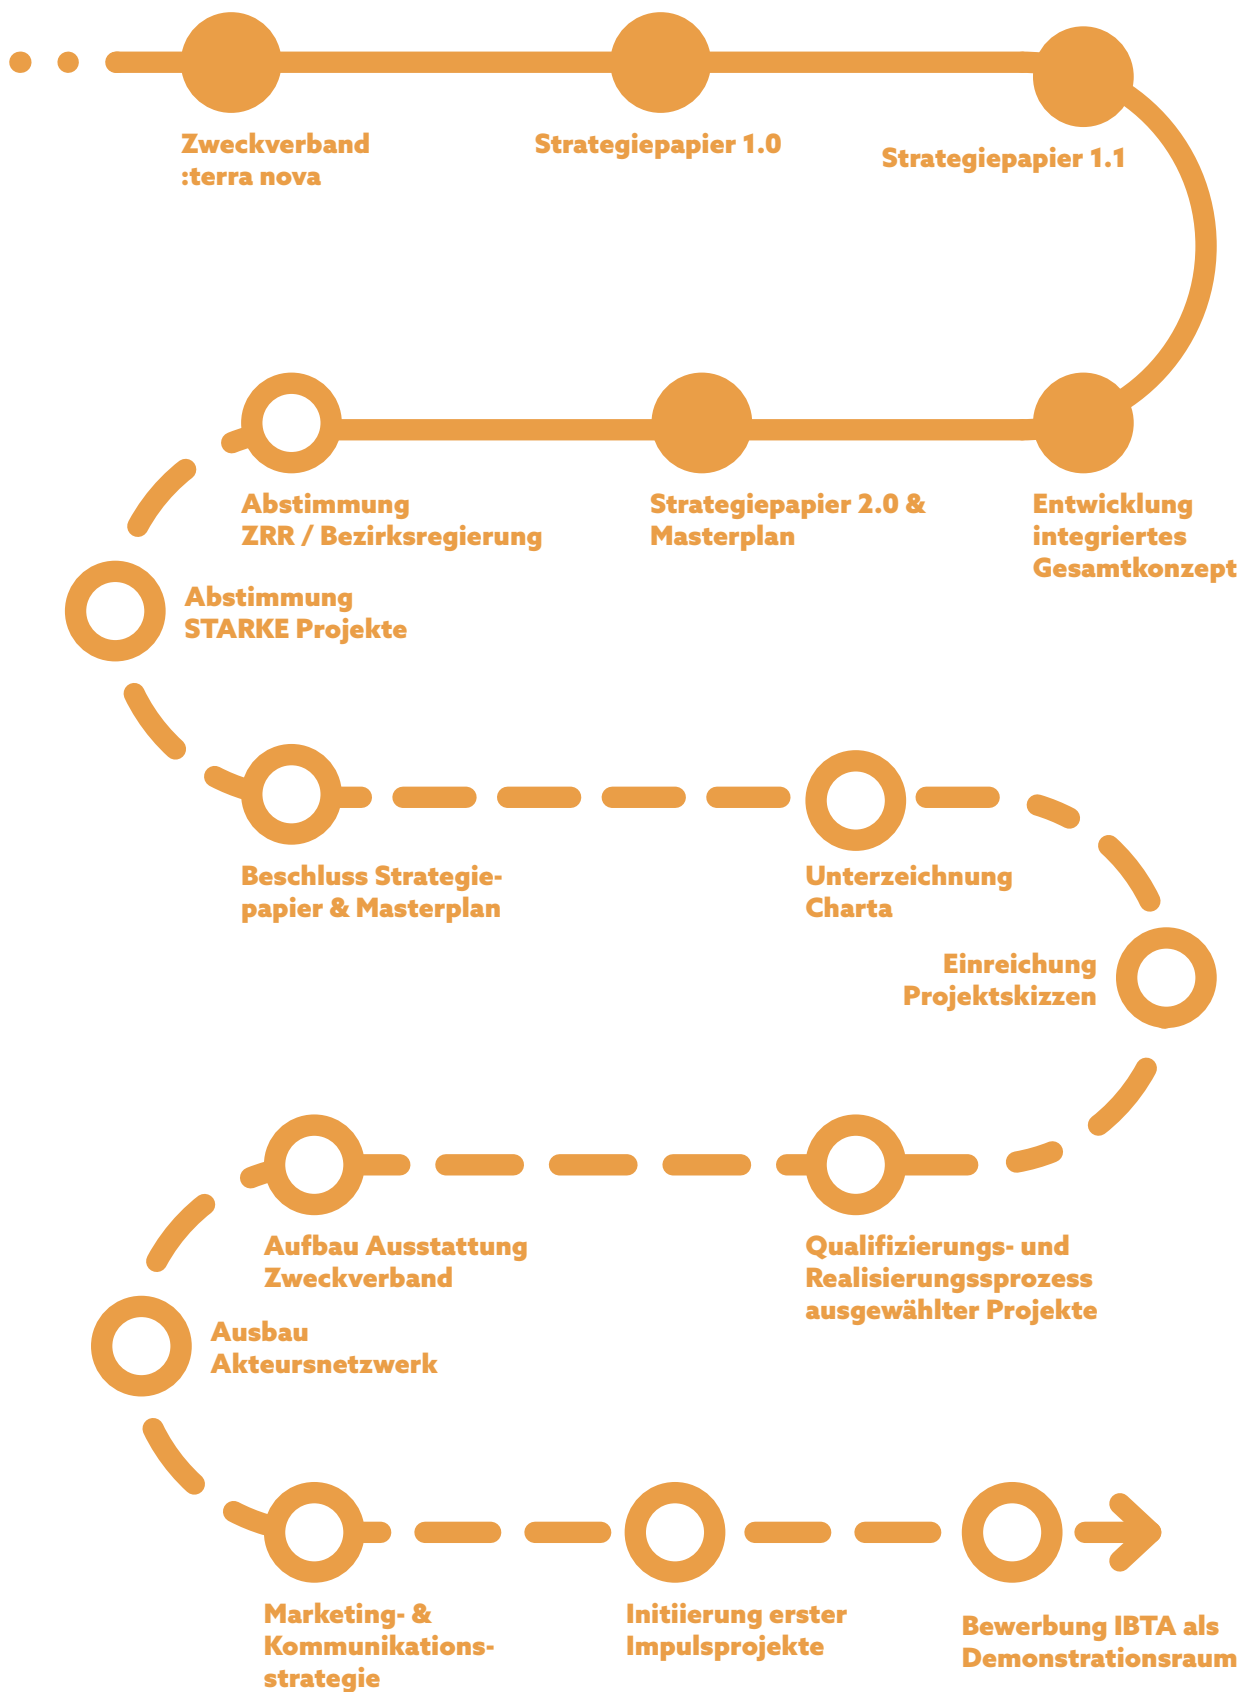 Zweckverband
:terra nova
Strategiepapier 1.0
Strategiepapier 1.1
Entwicklung
integriertes
Gesamtkonzept
Strategiepapier 2.0 &
Masterplan
Abstimmung
ZRR / Bezirksregierung
Abstimmung
STARKE Projekte
Beschluss Strategie-
papier & Masterplan
Unterzeichnung
Charta
Einreichung
Projektskizzen
Qualifizierungs- und
Realisierungssprozess
ausgewählter Projekte
Aufbau Ausstattung
Zweckverband
Ausbau
Akteursnetzwerk
Marketing- &
Kommunikations-
strategie
Initiierung erster
Impulsprojekte
Bewerbung IBTA als
Demonstrationsraum